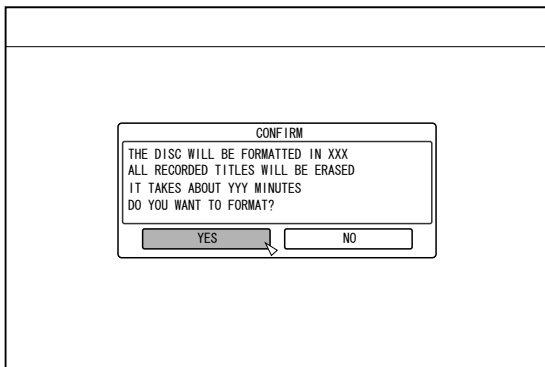 CONFIRM
THE DISC WILL BE FORMATTED IN XXX
ALL RECORDED TITLES WILL BE ERASED
IT TAKES ABOUT YYY MINUTES
DO YOU WANT TO FORMAT?
YES NO